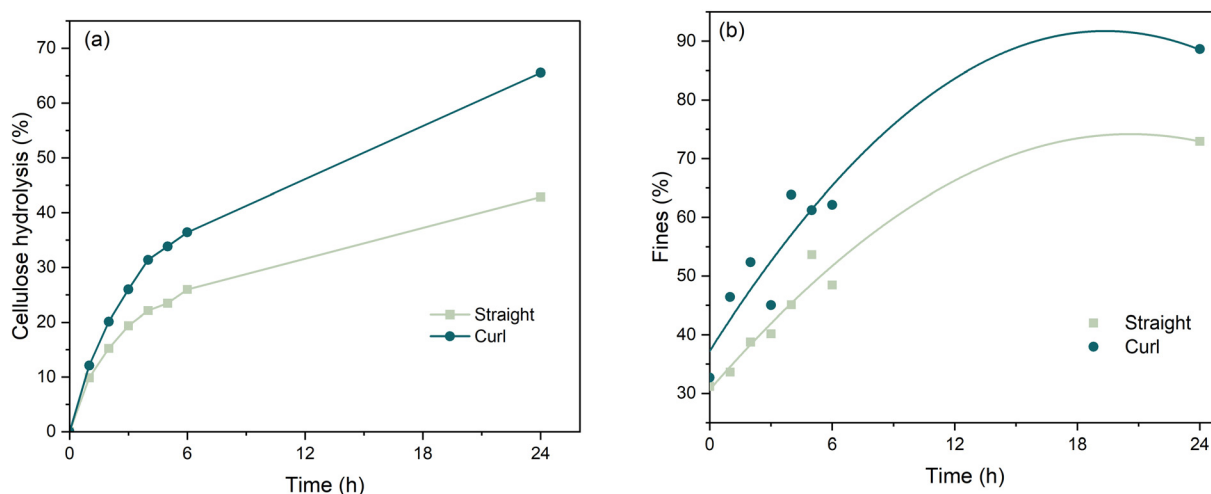 (a)
Cellulose hydrolysis (%)
70
60
50
40
30
20
10
0
Straight
Curl
0 6 12 18 24
Time (h)
(b)
Fines (%)
90
80
70
60
50
40
30
Straight
Curl
0 6 12 18 24
Time (h)